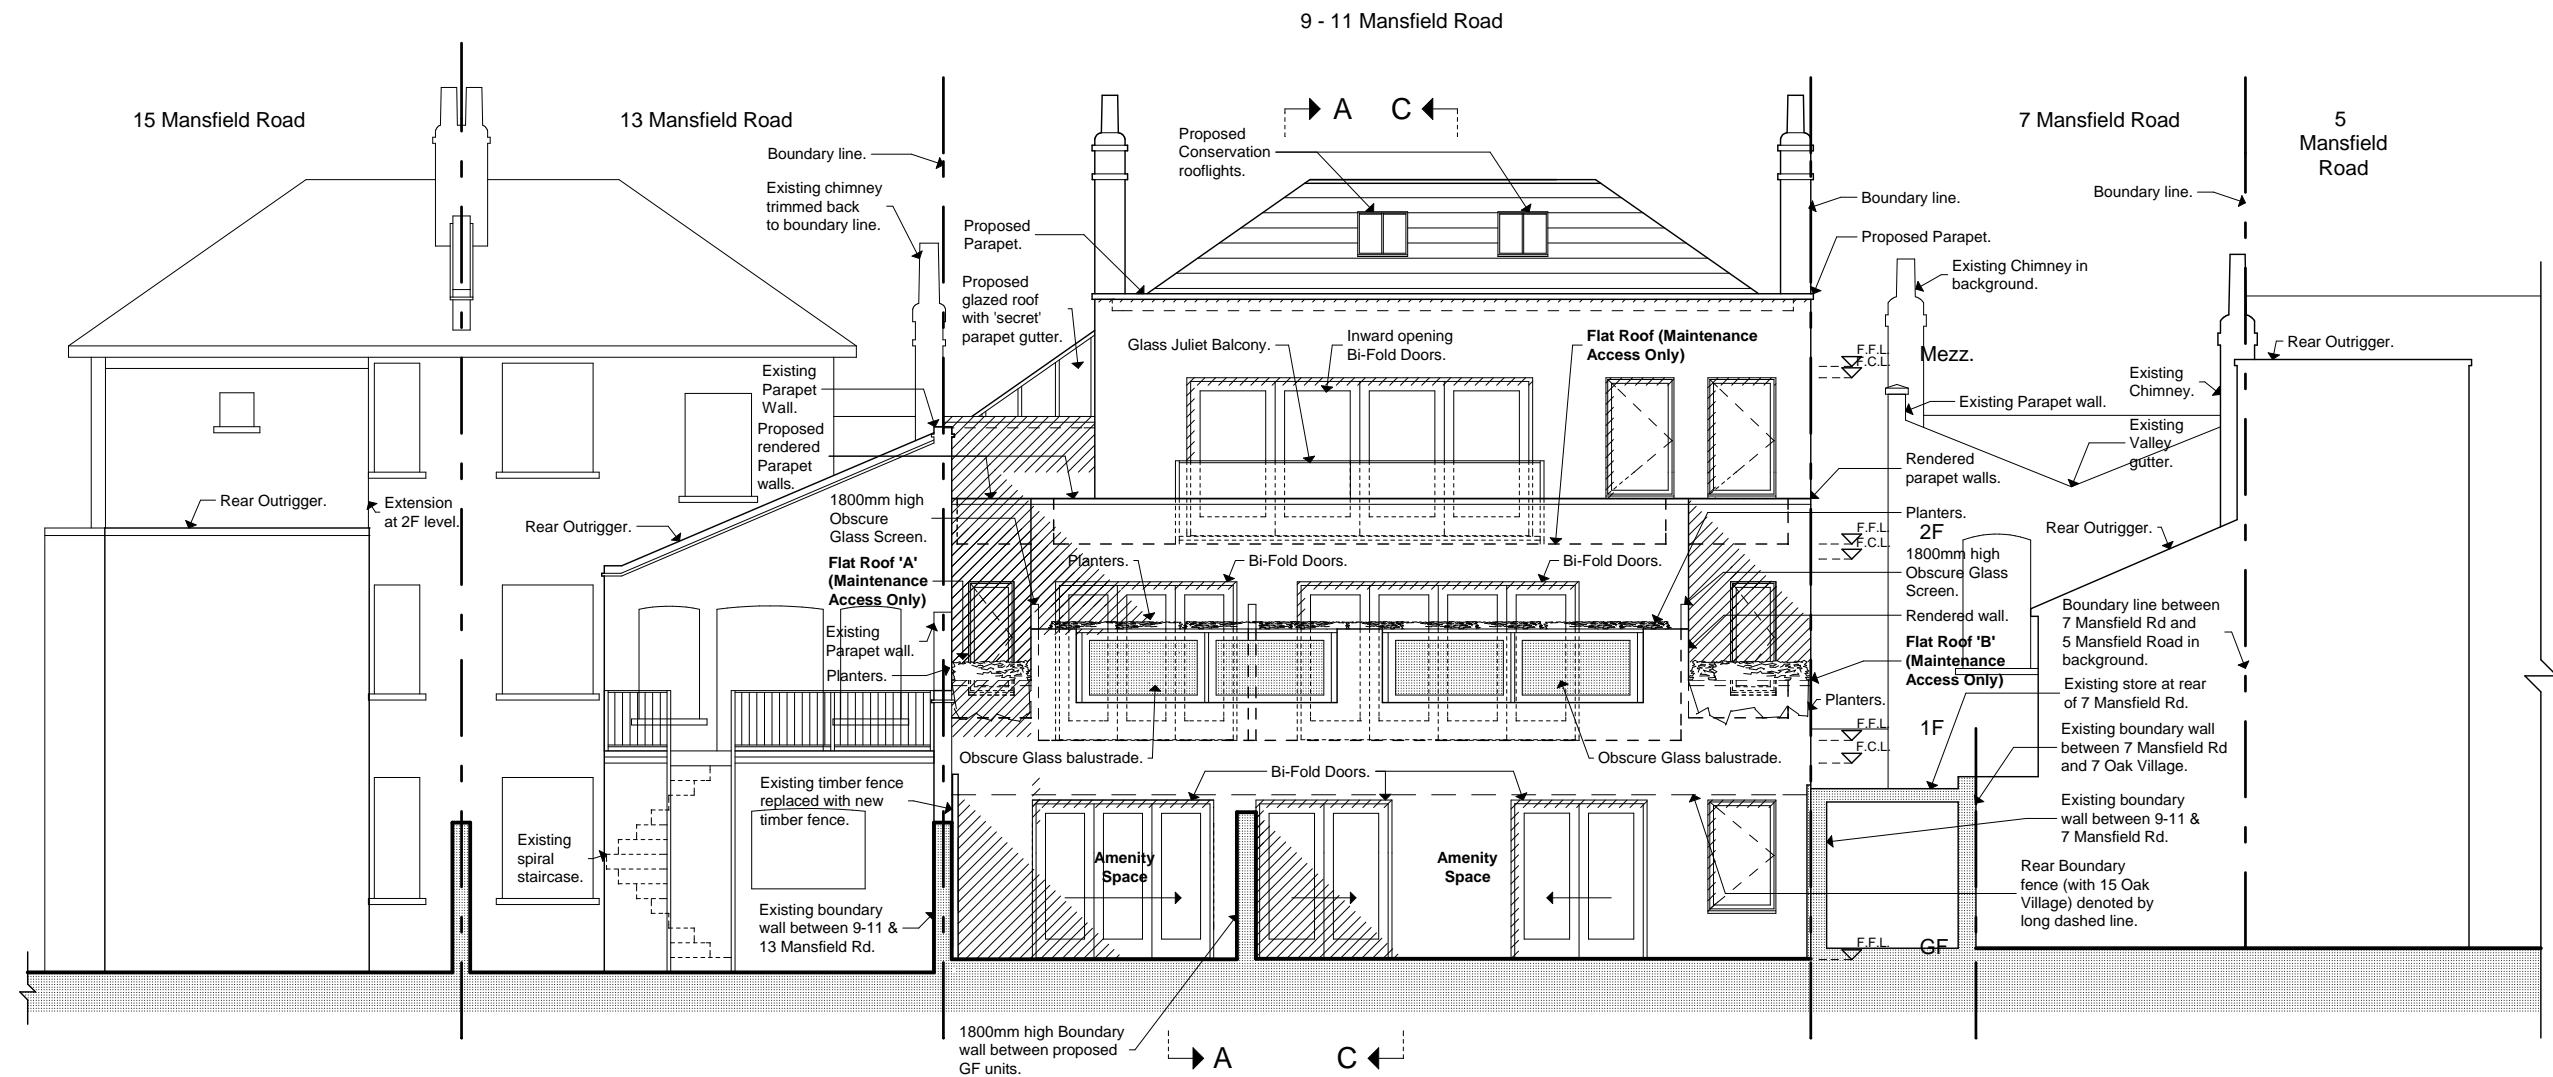 9 - 11 Mansfield Road
15 Mansfield Road
13 Mansfield Road
7 Mansfield Road
5
Mansfield
Road
A
C
Boundary line.
Existing chimney
trimmed back
to boundary line.
Proposed
Conservation
rooflights.
Proposed
Parapet.
Proposed
glazed roof
with 'secret'
parapet gutter.
Boundary line.
Proposed Parapet.
Boundary line.
Existing Chimney in
background.
Rear Outrigger.
Glass Juliet Balcony.
Inward opening
Bi-Fold Doors.
Flat Roof (Maintenance
Access Only)
F.F.L.
F.C.L.
Mezz.
Existing
Chimney.
Existing Parapet wall.
Existing
Valley
gutter.
Existing
Parapet
Wall.
Proposed
rendered
Parapet
walls.
Rear Outrigger.
Extension
at 2F level.
Rear Outrigger.
1800mm high
Obscure
Glass Screen.
Flat Roof 'A'
(Maintenance
Access Only)
Existing
Parapet wall.
Planters.
Planters.
Bi-Fold Doors.
Bi-Fold Doors.
Rendered
parapet walls.
Planters.
F.F.L.
F.C.L.
2F
1800mm high
Obscure Glass
Screen.
Rendered wall.
Flat Roof 'B'
(Maintenance
Access Only)
Planters.
Rear Outrigger.
Boundary line between
7 Mansfield Rd and
5 Mansfield Road in
background.
Existing store at rear
of 7 Mansfield Rd.
F.F.L.
F.C.L.
1F
Existing boundary wall
between 7 Mansfield Rd
and 7 Oak Village.
Existing boundary
wall between 9-11 &
7 Mansfield Rd.
Rear Boundary
fence (with 15 Oak
Village) denoted by
long dashed line.
Obscure Glass balustrade.
Obscure Glass balustrade.
Bi-Fold Doors.
Existing timber fence
replaced with new
timber fence.
Existing
spiral
staircase.
Amenity
Space
Amenity
Space
Existing boundary
wall between 9-11 &
13 Mansfield Rd.
F.F.L.
GF
1800mm high Boundary
wall between proposed
GF units.
A
C